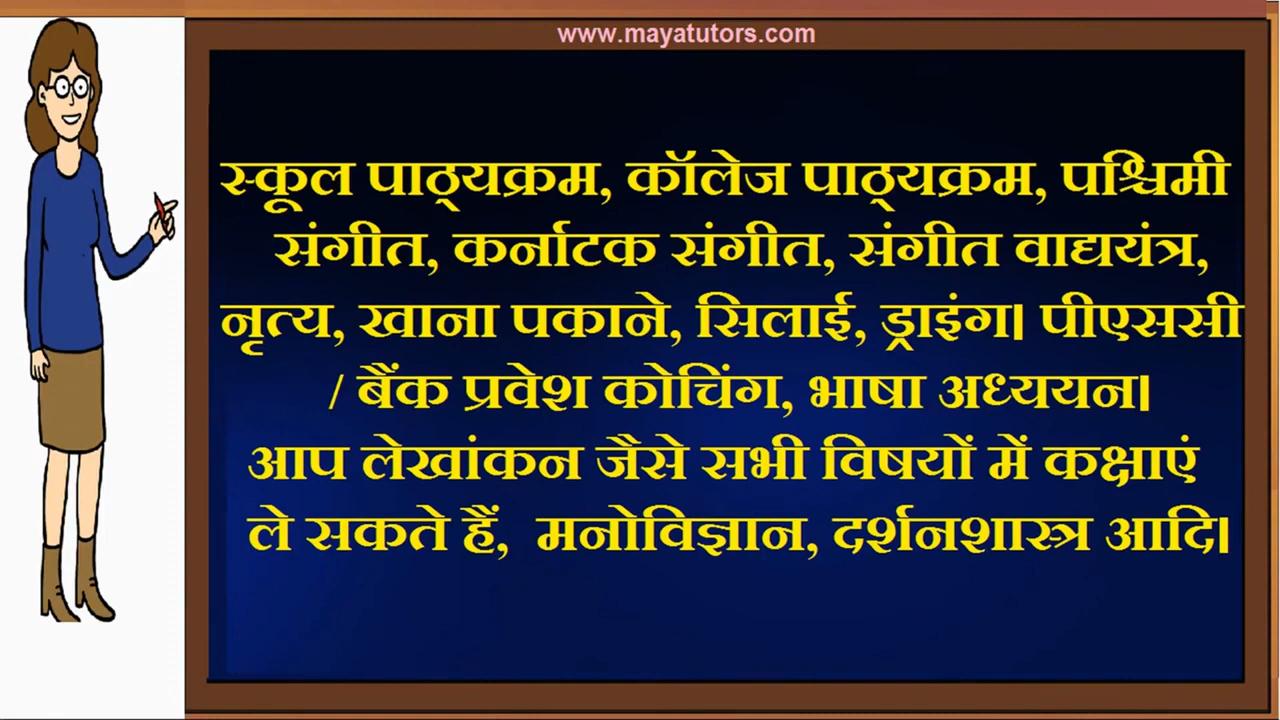 www.mayatutors.com
स्कूल पाठ्यक्रम, कॉलेज पाठ्यक्रम, पश्चिमी
संगीत, कर्नाटक संगीत, संगीत वाद्ययंत्र,
नृत्य, खाना पकाने, सिलाई, ड्राइंग। पीएससी
/ बैंक प्रवेश कोचिंग, भाषा अध्ययन।
आप लेखांकन जैसे सभी विषयों में कक्षाएं
ले सकते हैं, मनोविज्ञान, दर्शनशास्त्र आदि।